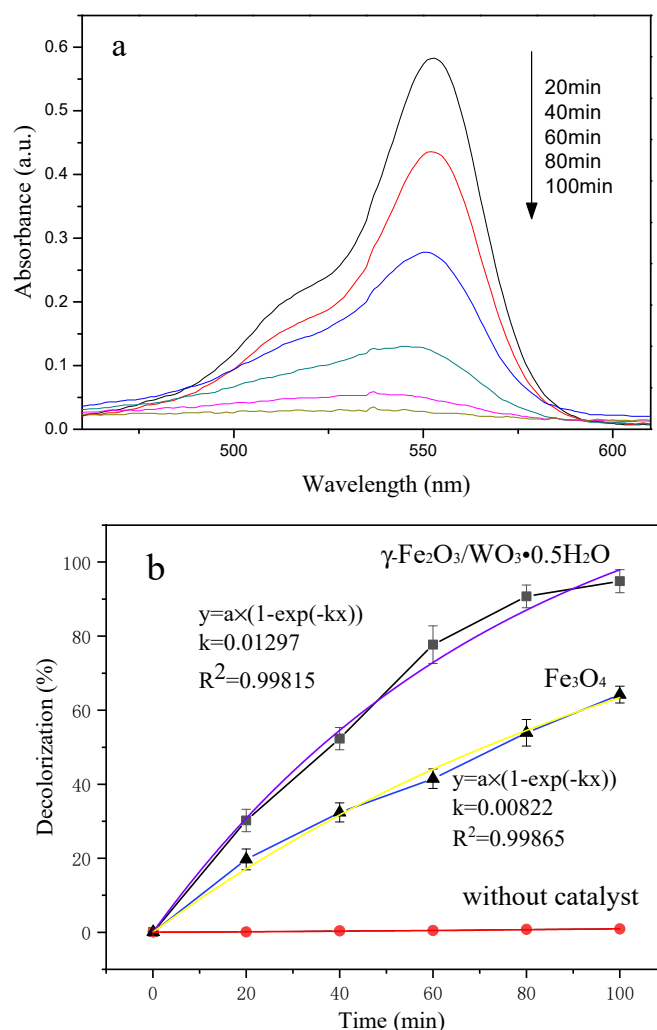 a
0.6
0.5
0.4
0.3
0.2
0.1
0.0
Absorbance (a.u.)
20min
40min
60min
80min
100min
500
550
600
Wavelength (nm)
b
γ-Fe₂O₃/WO₃•0.5H₂O
y=a×(1-exp(-kx))
k=0.01297
R²=0.99815
Fe₃O₄
y=a×(1-exp(-kx))
k=0.00822
R²=0.99865
without catalyst
100
80
60
40
20
0
Decolorization (%)
0
20
40
60
80
100
Time (min)